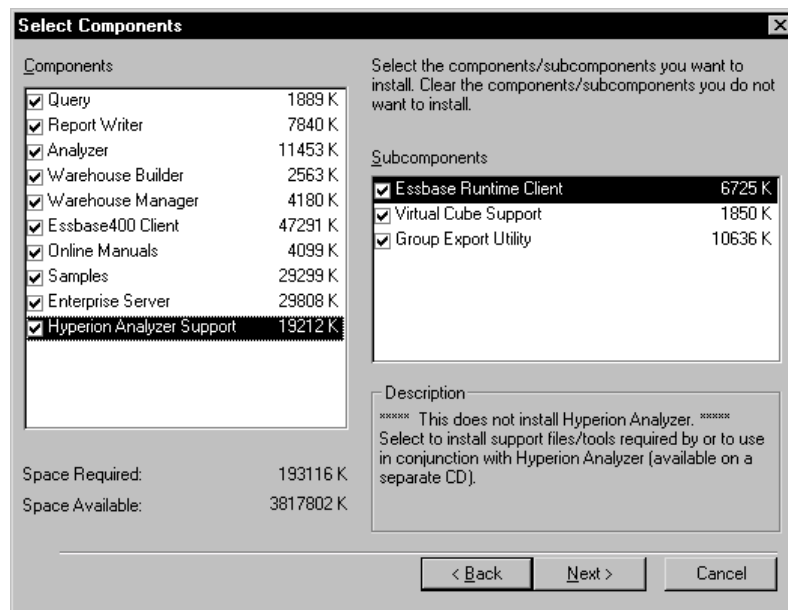 Select Components
Components
Query 1889 K
Report Writer 7840 K
Analyzer 11453 K
Warehouse Builder 2563 K
Warehouse Manager 4180 K
Essbase400 Client 47291 K
Online Manuals 4099 K
Samples 29299 K
Enterprise Server 29808 K
Hyperion Analyzer Support 19212 K
Space Required: 193116 K
Space Available: 3817802 K
Select the components/subcomponents you want to
install. Clear the components/subcomponents you do not
want to install.
Subcomponents
Essbase Runtime Client 6725 K
Virtual Cube Support 1850 K
Group Export Utility 10636 K
Description
***** This does not install Hyperion Analyzer. *****
Select to install support files/tools required by or to use
in conjunction with Hyperion Analyzer (available on a
separate CD).
< Back
Next >
Cancel